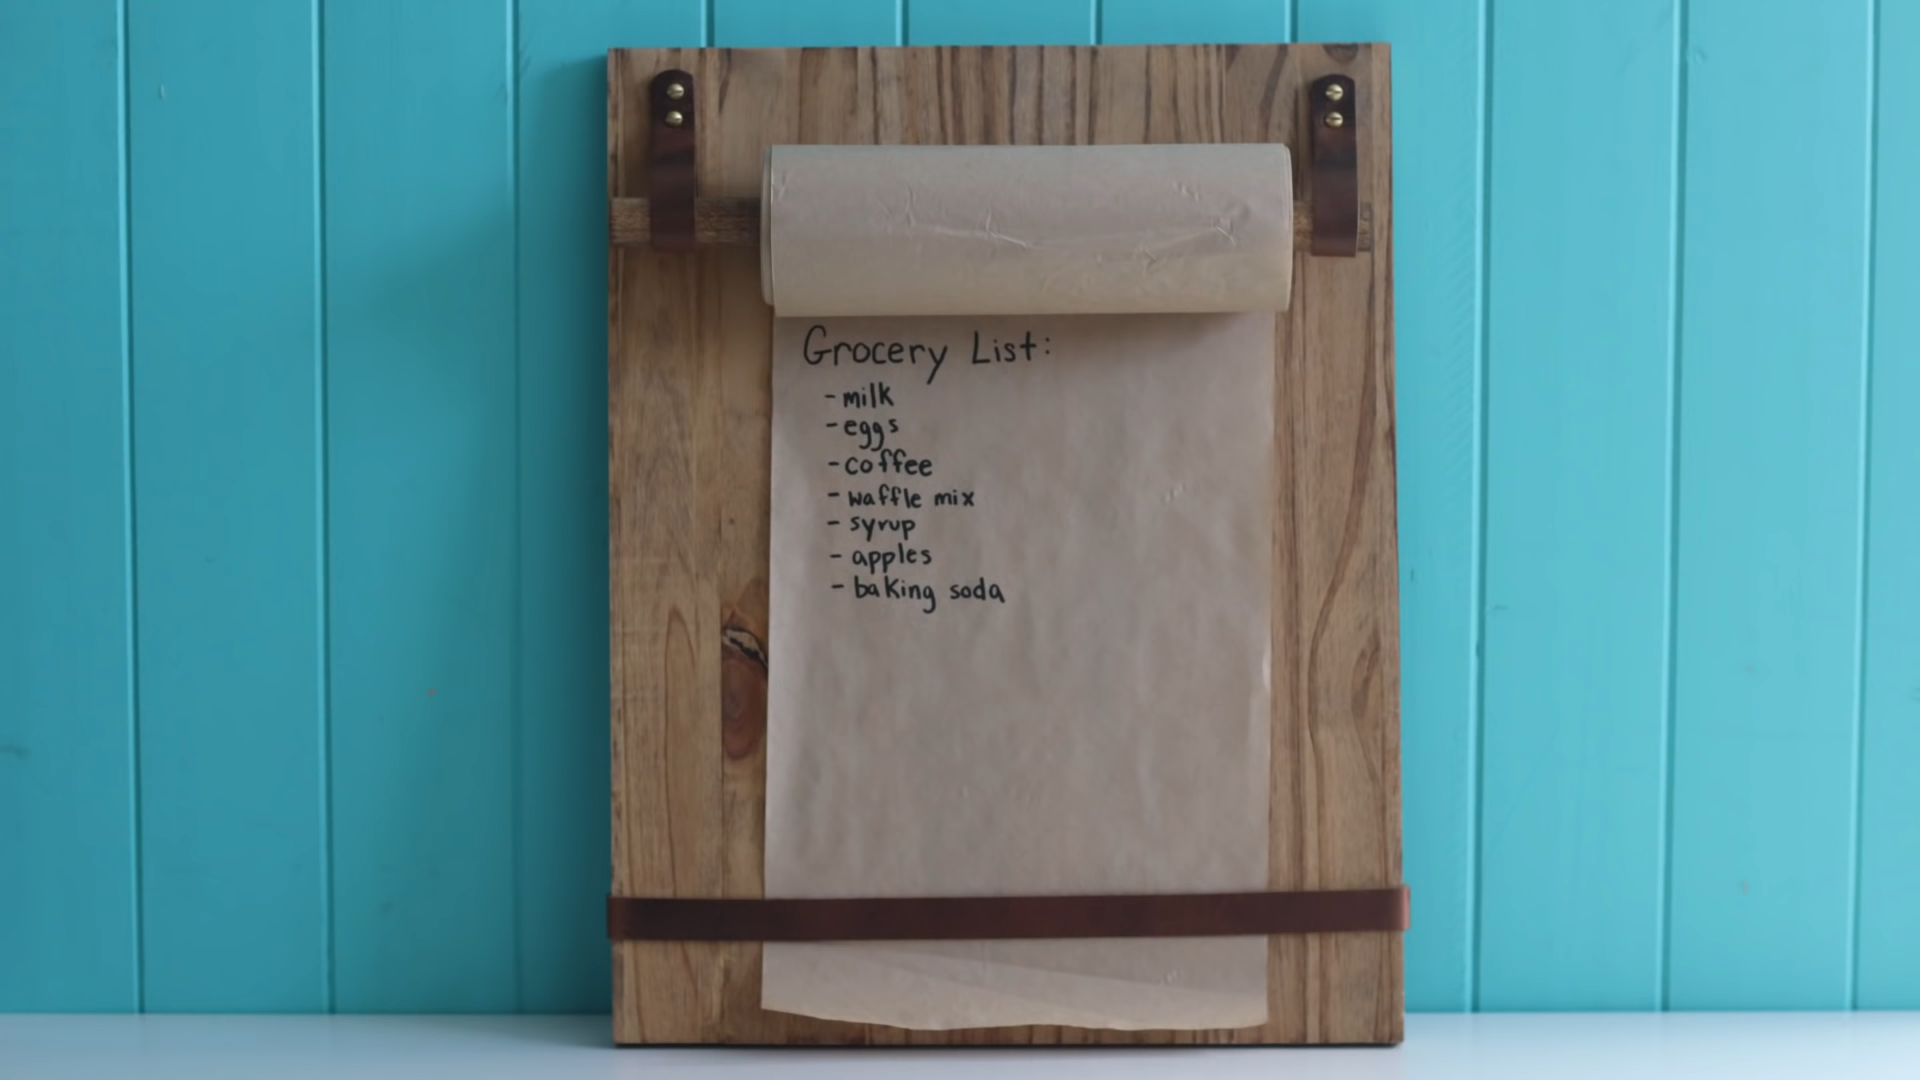 Grocery List:
- milk
- eggs
- coffee
- waffle mix
- syrup
- apples
- baking soda